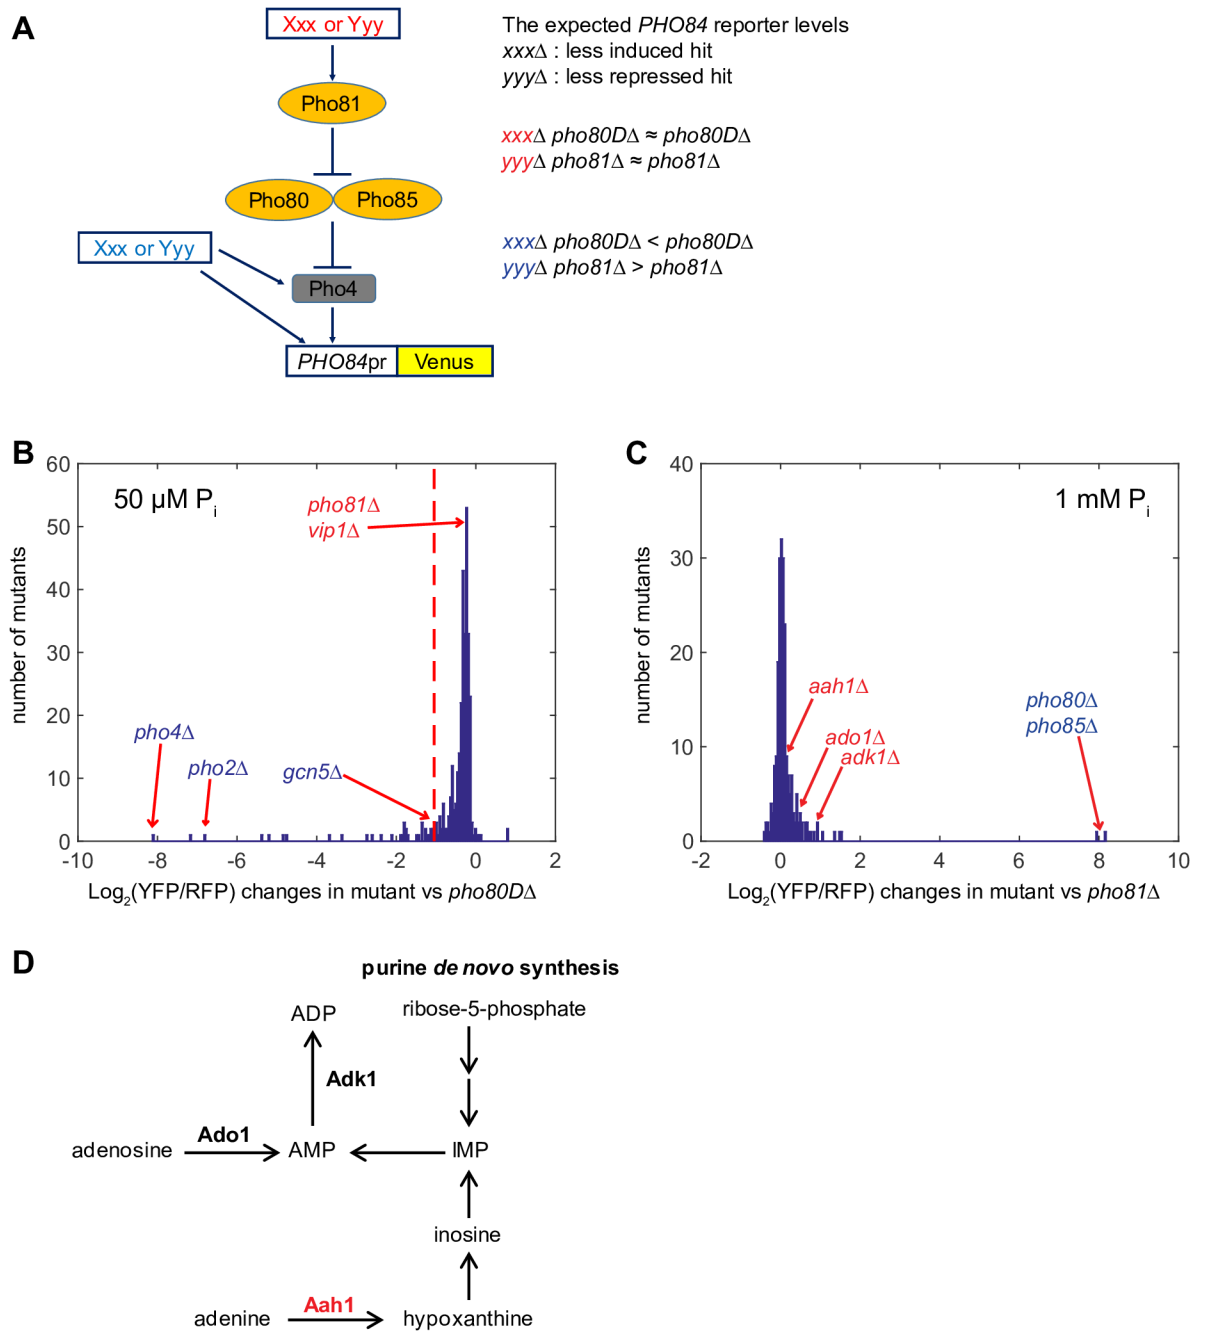 A
Xxx or Yyy
Pho81
Pho80
Pho85
Xxx or Yyy
Pho4
PHO84pr
Venus
The expected PHO84 reporter levels
xxxΔ : less induced hit
yyyΔ : less repressed hit
xxxΔ pho80DΔ ≈ pho80DΔ
yyyΔ pho81Δ ≈ pho81Δ
xxxΔ pho80DΔ < pho80DΔ
yyyΔ pho81Δ > pho81Δ
B
50 µM Pi
number of mutants
60
50
40
30
20
10
0
pho81Δ
vip1Δ
pho4Δ
pho2Δ
gcn5Δ
-10
-8
-6
-4
-2
0
2
Log2(YFP/RFP) changes in mutant vs pho80DΔ
C
1 mM Pi
number of mutants
40
30
20
10
0
aah1Δ
ado1Δ
adk1Δ
pho80Δ
pho85Δ
-2
0
2
4
6
8
10
Log2(YFP/RFP) changes in mutant vs pho81Δ
D
purine de novo synthesis
ADP
ribose-5-phosphate
Adk1
adenosine
Ado1
AMP
IMP
inosine
adenine
Aah1
hypoxanthine